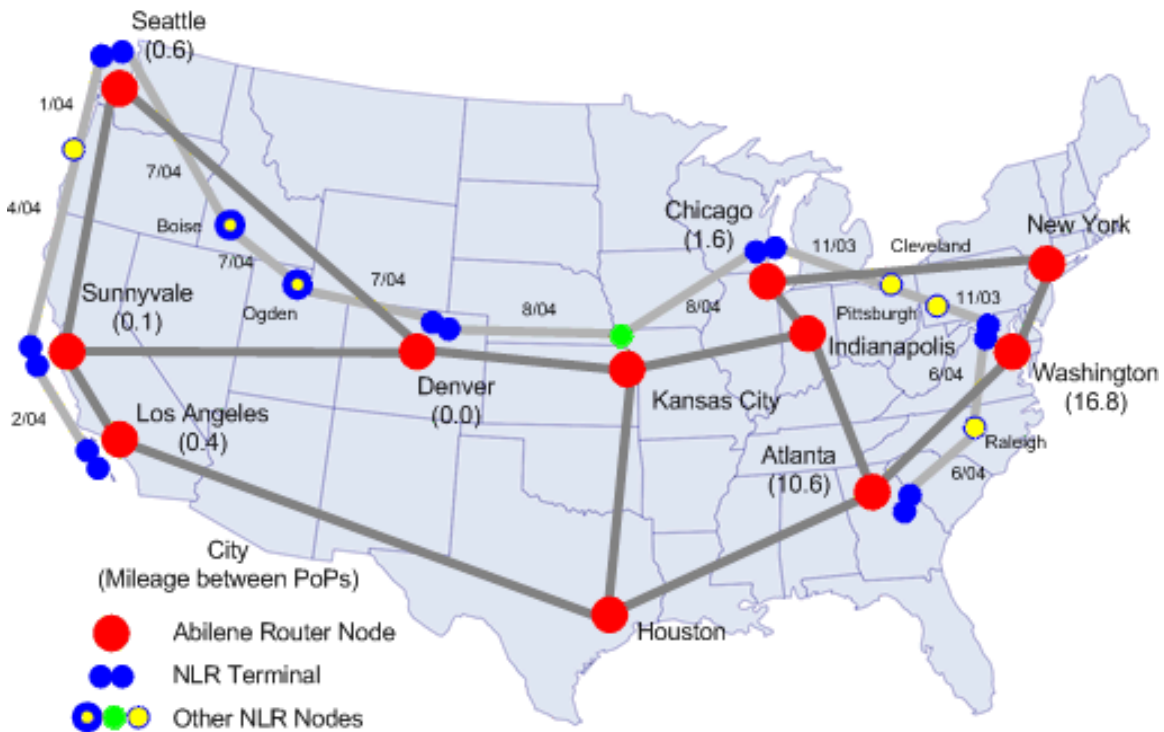 Seattle
(0.6)
1/04
7/04
4/04
Boise
7/04
Ogden
7/04
Sunnyvale
(0.1)
8/04
8/04
Chicago
(1.6)
11/03
Cleveland
New York
Pittsburgh
11/03
Indianapolis
6/04
Washington
(16.8)
Denver
(0.0)
Kansas City
Los Angeles
(0.4)
2/04
Atlanta
(10.6)
Raleigh
6/04
Houston
City
(Mileage between PoPs)
Abilene Router Node
NLR Terminal
Other NLR Nodes